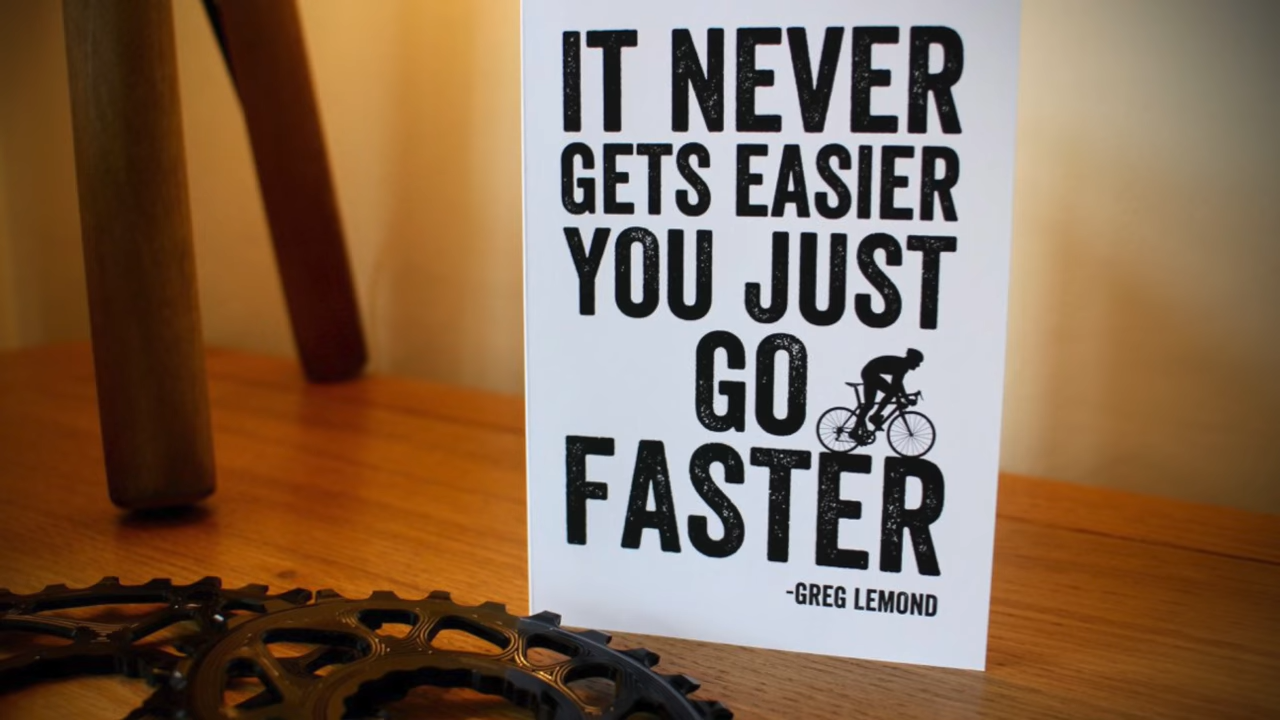 IT NEVER
GETS EASIER
YOU JUST
GO
FASTER
-GREG LEMOND